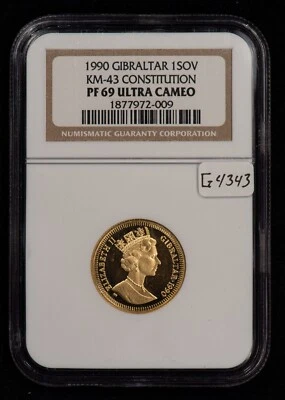 1990 GIBRALTAR 1SOV
KM-43 CONSTITUTION
PF 69 ULTRA CAMEO
1877972-009
NUMISMATIC GUARANTY CORPORATION
G4343
ELIZABETH II
GIBRALTAR·1990